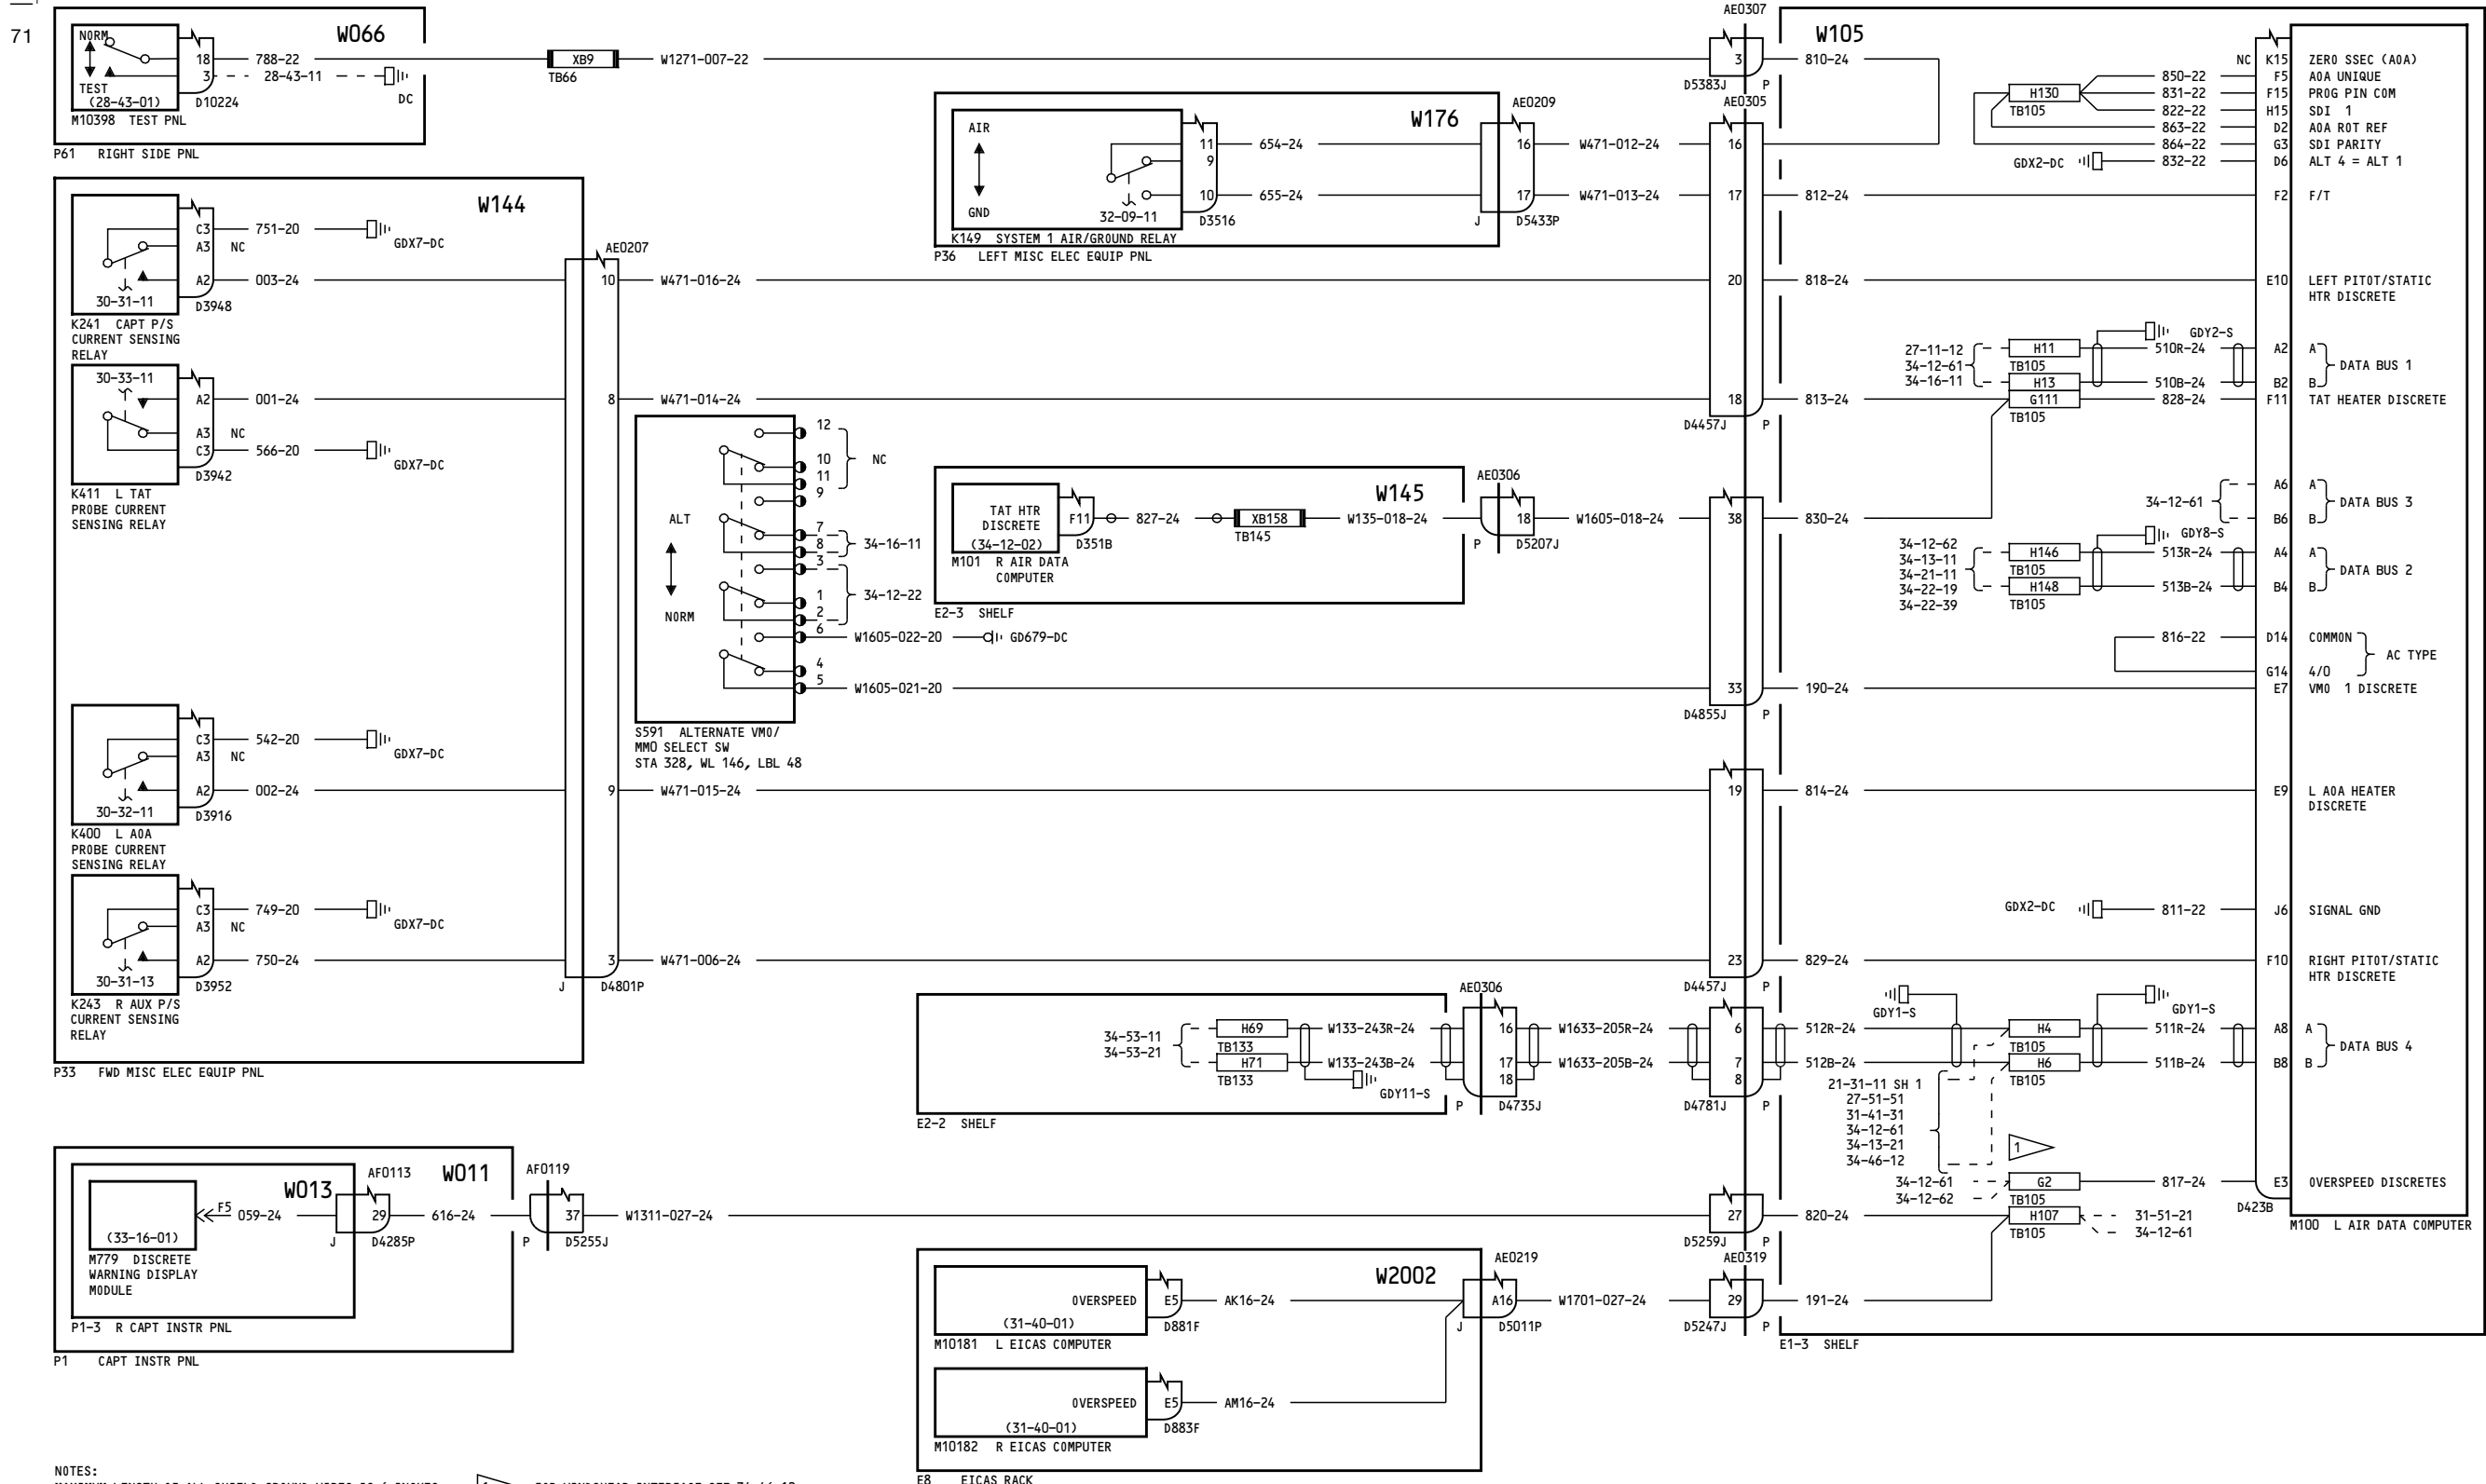 71
NORM
TEST
(28-43-01)
M10398 TEST PNL
18
3
D10224
788-22
28-43-11
DC
W066
P61 RIGHT SIDE PNL
XB9
TB66
W1271-007-22
AE0307
3
D5383J P
810-24
W105
AIR
GND
11
9
10
32-09-11
D3516
K149 SYSTEM 1 AIR/GROUND RELAY
P36 LEFT MISC ELEC EQUIP PNL
654-24
655-24
W176
AE0209
16
17
J D5433P
W471-012-24
W471-013-24
AE0305
16
17
812-24
W144
C3
A3
A2
751-20
NC
003-24
GDX7-DC
30-31-11
D3948
K241 CAPT P/S
CURRENT SENSING
RELAY
30-33-11
A2
A3
C3
001-24
NC
566-20
GDX7-DC
D3942
K411 L TAT
PROBE CURRENT
SENSING RELAY
C3
A3
A2
542-20
NC
002-24
GDX7-DC
30-32-11
D3916
K400 L AOA
PROBE CURRENT
SENSING RELAY
C3
A3
A2
749-20
NC
750-24
GDX7-DC
30-31-13
D3952
K243 R AUX P/S
CURRENT SENSING
RELAY
P33 FWD MISC ELEC EQUIP PNL
AE0207
10
8
9
3
J D4801P
W471-016-24
W471-014-24
W471-015-24
W471-006-24
ALT
NORM
12
10
11
9
7
8
3
1
2
6
4
5
NC
34-16-11
34-12-22
W1605-022-20
GD679-DC
W1605-021-20
S591 ALTERNATE VMO/
MMO SELECT SW
STA 328, WL 146, LBL 48
TAT HTR
DISCRETE
(34-12-02)
F11
D351B
M101 R AIR DATA
COMPUTER
827-24
XB158
TB145
W135-018-24
W145
E2-3 SHELF
AE0306
18
P D5207J
W1605-018-24
20
18
D4457J P
818-24
813-24
38
33
D4855J P
830-24
190-24
19
23
D4457J P
814-24
829-24
34-53-11
34-53-21
H69
TB133
H71
TB133
W133-243R-24
W133-243B-24
GDY11-S
E2-2 SHELF
AE0306
16
17
18
P D4735J
W1633-205R-24
W1633-205B-24
6
7
8
D4781J P
512R-24
512B-24
GDY1-S
(33-16-01)
M779 DISCRETE
WARNING DISPLAY
MODULE
F5
059-24
W013
AF0113
29
J D4285P
616-24
W011
P1-3 R CAPT INSTR PNL
P1 CAPT INSTR PNL
AF0119
37
P D5255J
W1311-027-24
27
D5259J P
820-24
OVERSPEED
(31-40-01)
E5
D881F
M10181 L EICAS COMPUTER
AK16-24
OVERSPEED
(31-40-01)
E5
D883F
M10182 R EICAS COMPUTER
AM16-24
W2002
E8 EICAS RACK
AE0219
A16
J D5011P
W1701-027-24
AE0319
29
D5247J P
191-24
E1-3 SHELF
H130
TB105
850-22
831-22
822-22
863-22
864-22
GDX2-DC
832-22
NC K15 ZERO SSEC (AOA)
F5 AOA UNIQUE
F15 PROG PIN COM
H15 SDI 1
D2 AOA ROT REF
G3 SDI PARITY
D6 ALT 4 = ALT 1
F2 F/T
E10 LEFT PITOT/STATIC
HTR DISCRETE
27-11-12
34-12-61
34-16-11
H11
TB105
H13
G111
TB105
GDY2-S
510R-24
510B-24
828-24
A2 A
B2 B
DATA BUS 1
F11 TAT HEATER DISCRETE
34-12-61
A6 A
B6 B
DATA BUS 3
34-12-62
34-13-11
34-21-11
34-22-19
34-22-39
H146
TB105
H148
TB105
GDY8-S
513R-24
513B-24
A4 A
B4 B
DATA BUS 2
816-22
D14 COMMON
G14 4/0
AC TYPE
E7 VMO 1 DISCRETE
E9 L AOA HEATER
DISCRETE
GDX2-DC
811-22
J6 SIGNAL GND
F10 RIGHT PITOT/STATIC
HTR DISCRETE
H4
TB105
H6
TB105
GDY1-S
511R-24
511B-24
A8 A
B8 B
DATA BUS 4
21-31-11 SH 1
27-51-51
31-41-31
34-12-61
34-13-21
34-46-12
1
34-12-61
34-12-62
G2
TB105
817-24
E3 OVERSPEED DISCRETES
H107
TB105
31-51-21
34-12-61
D423B
M100 L AIR DATA COMPUTER
NOTES: